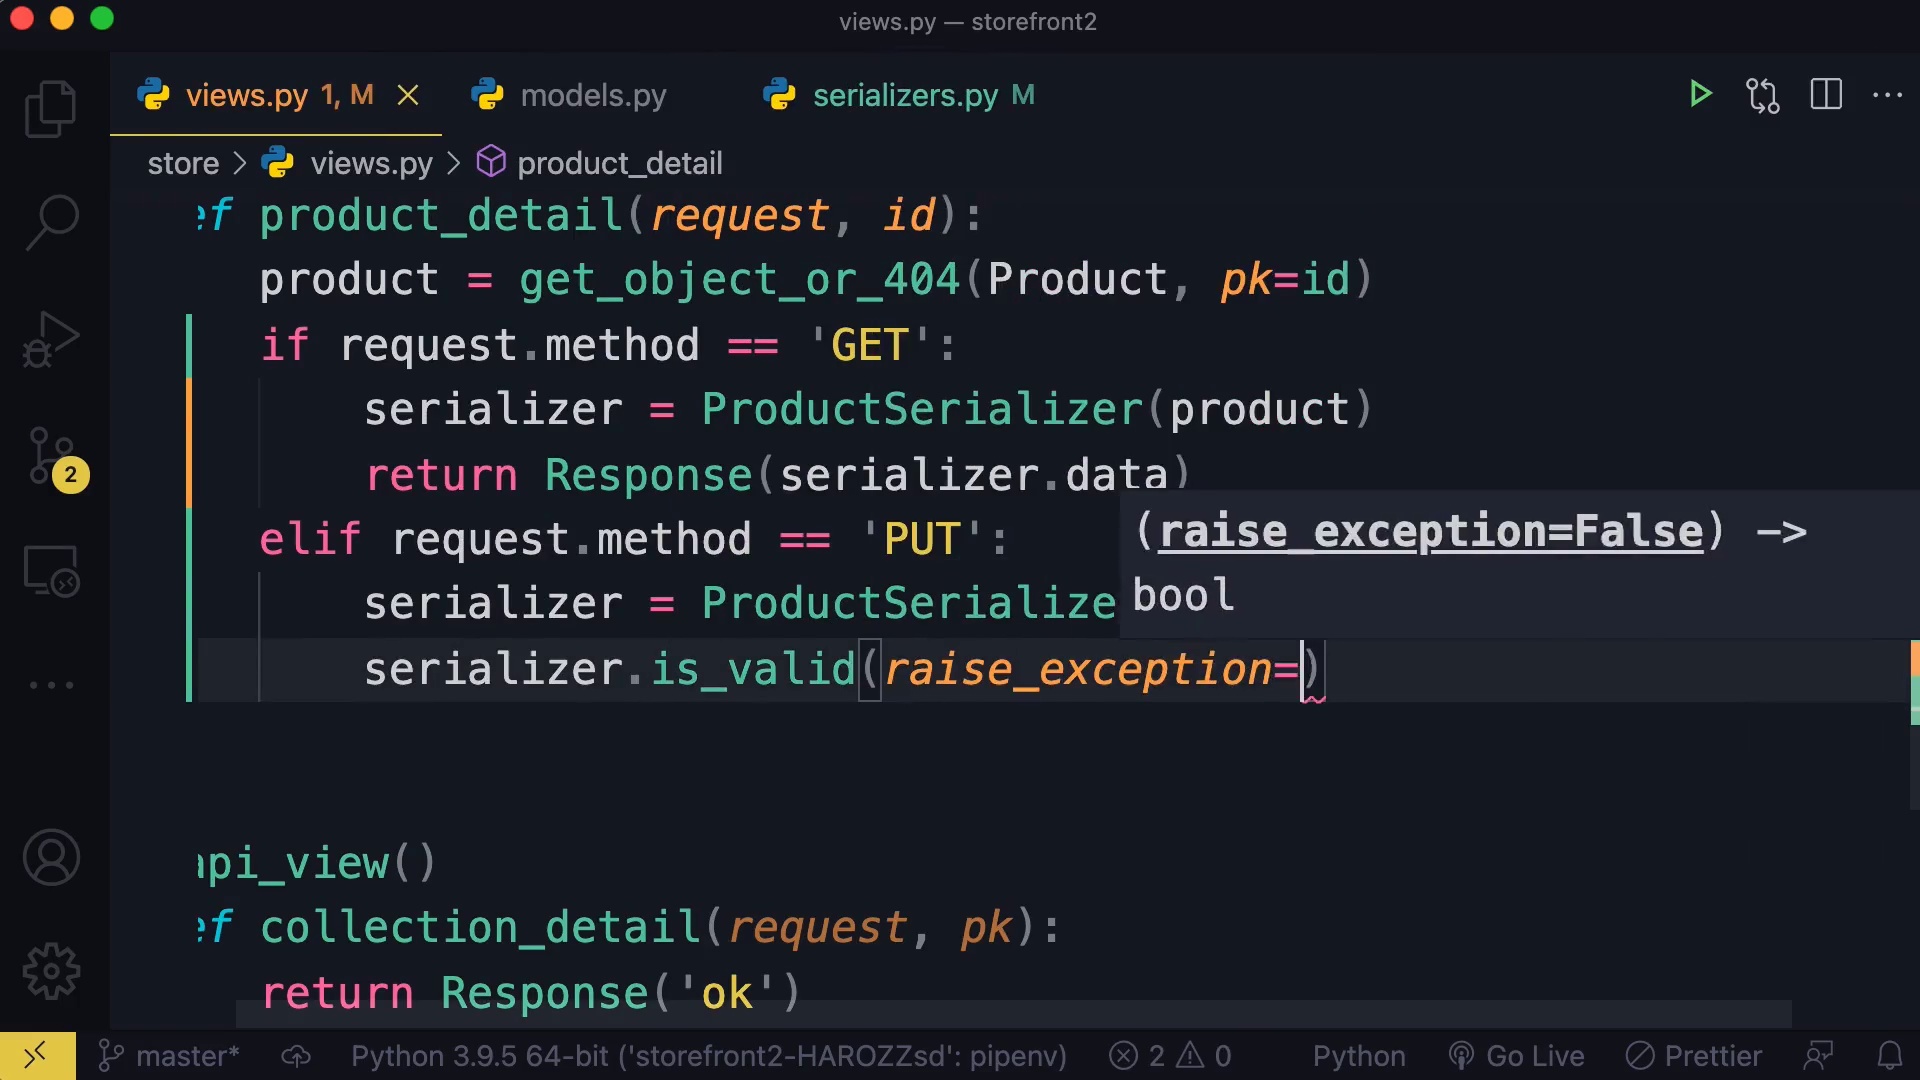 views.py — storefront2
views.py 1, M
models.py
serializers.py M
store > views.py > product_detail
ef product_detail(request, id):
product = get_object_or_404(Product, pk=id)
if request.method == 'GET':
serializer = ProductSerializer(product)
return Response(serializer.data)
elif request.method == 'PUT':
(raise_exception=False) ->
bool
serializer = ProductSerialize
serializer.is_valid(raise_exception=)
2
api_view()
ef collection_detail(request, pk):
return Response('ok')
master* Python 3.9.5 64-bit ('storefront2-HAROZZsd': pipenv) 2 0 Python Go Live Prettier